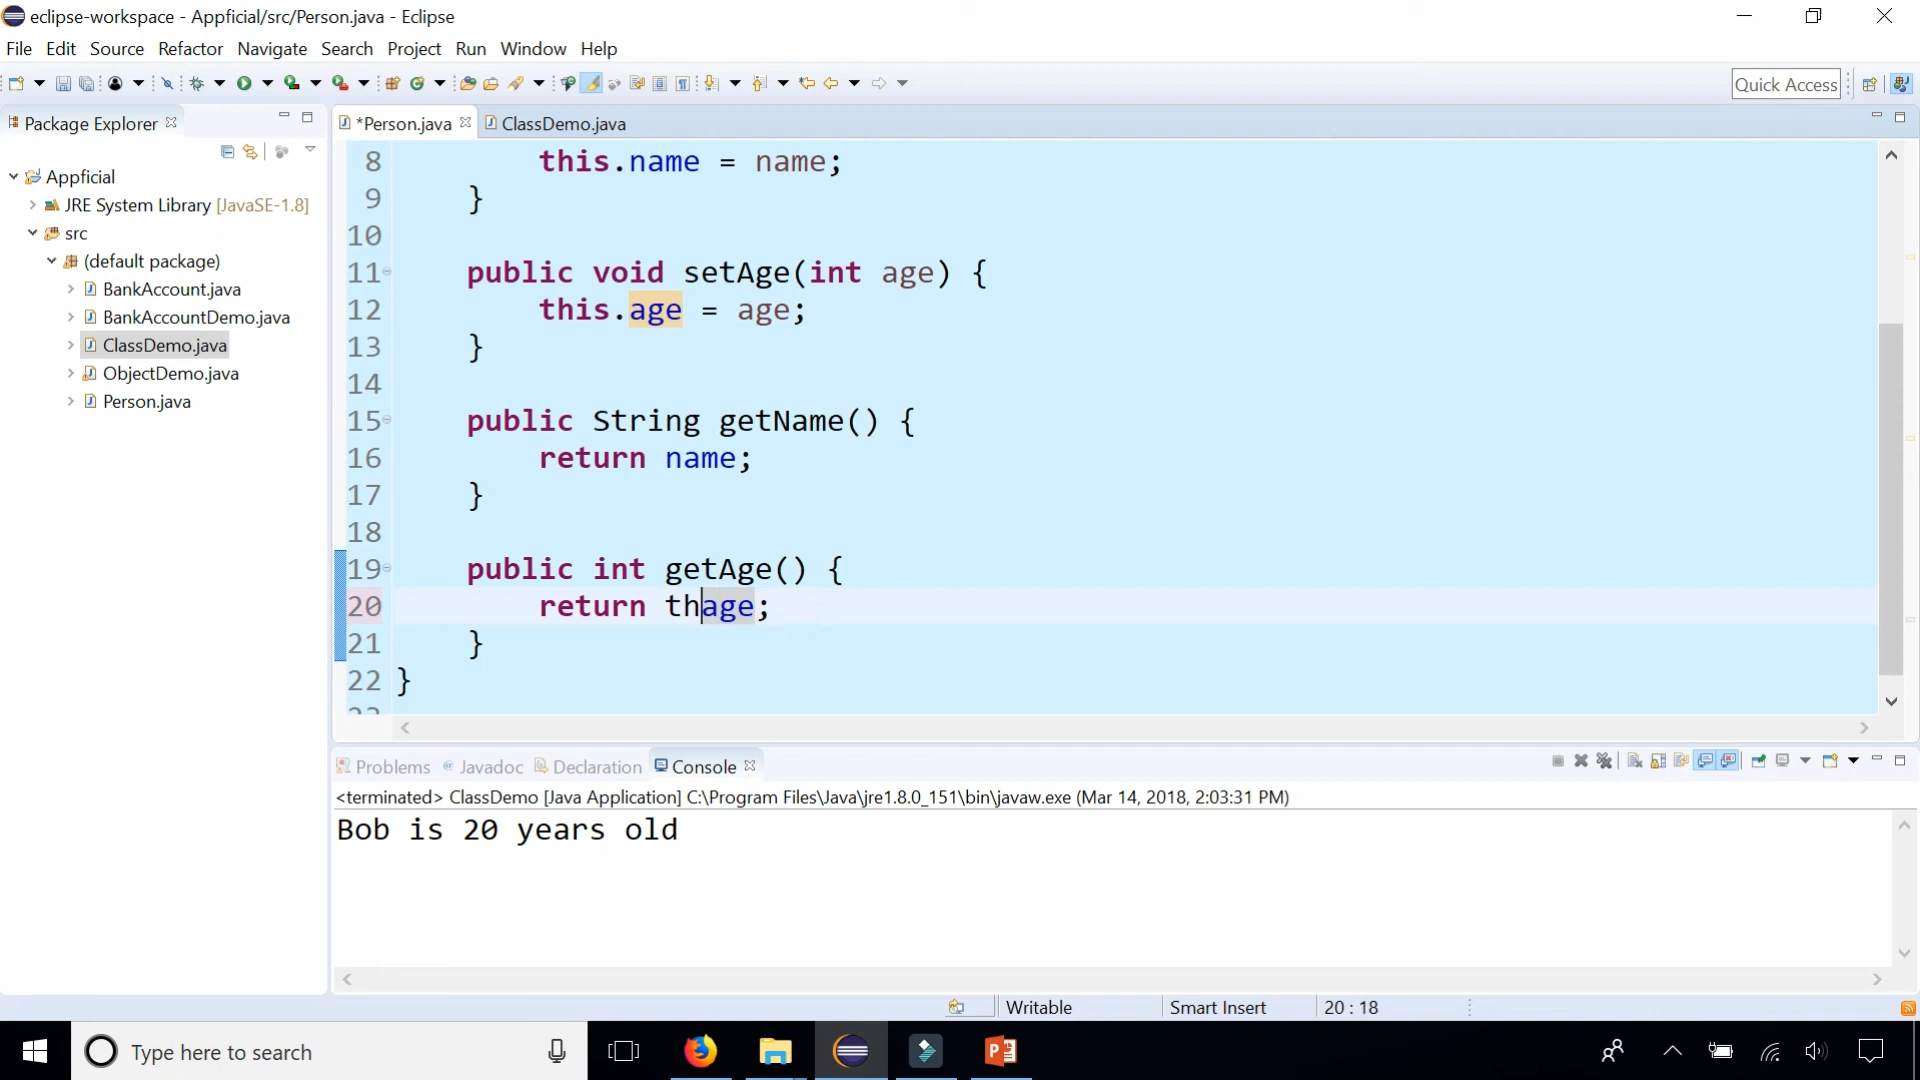 eclipse-workspace - Appficial/src/Person.java - Eclipse
File Edit Source Refactor Navigate Search Project Run Window Help
Quick Access
Package Explorer
*Person.java ClassDemo.java
Appficial
JRE System Library [JavaSE-1.8]
src
(default package)
BankAccount.java
BankAccountDemo.java
ClassDemo.java
ObjectDemo.java
Person.java
8 this.name = name;
9 }
10
11 public void setAge(int age) {
12 this.age = age;
13 }
14
15 public String getName() {
16 return name;
17 }
18
19 public int getAge() {
20 return thage;
21 }
22 }
Problems @ Javadoc Declaration Console
<terminated> ClassDemo [Java Application] C:\Program Files\Java\jre1.8.0_151\bin\javaw.exe (Mar 14, 2018, 2:03:31 PM)
Bob is 20 years old
Writable Smart Insert 20 : 18
Type here to search